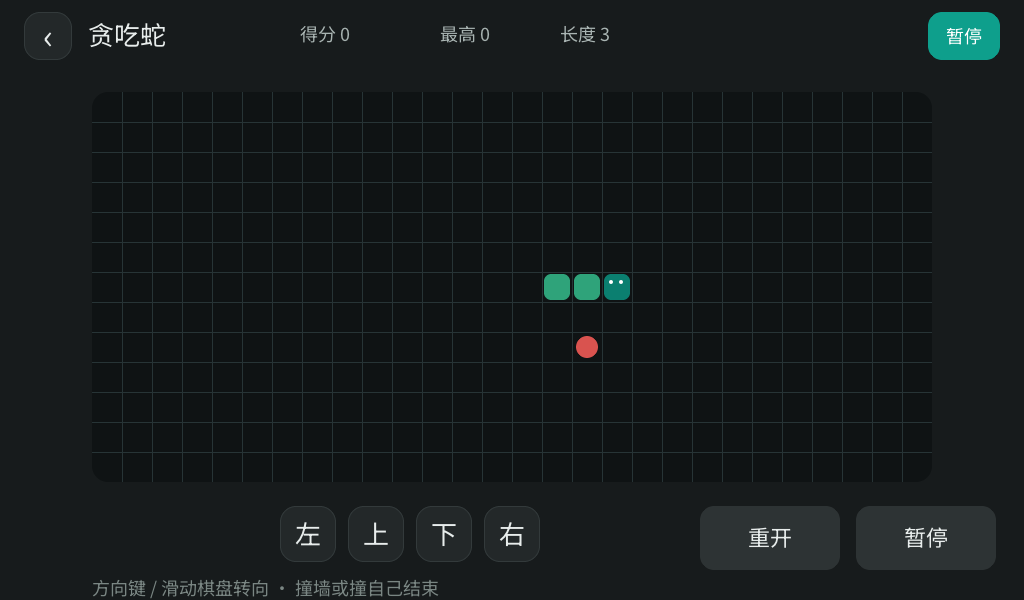 ‹ 贪吃蛇 得分 0 最高 0 长度 3 暂停
左 上 下 右 重开 暂停
方向键 / 滑动棋盘转向 · 撞墙或撞自己结束